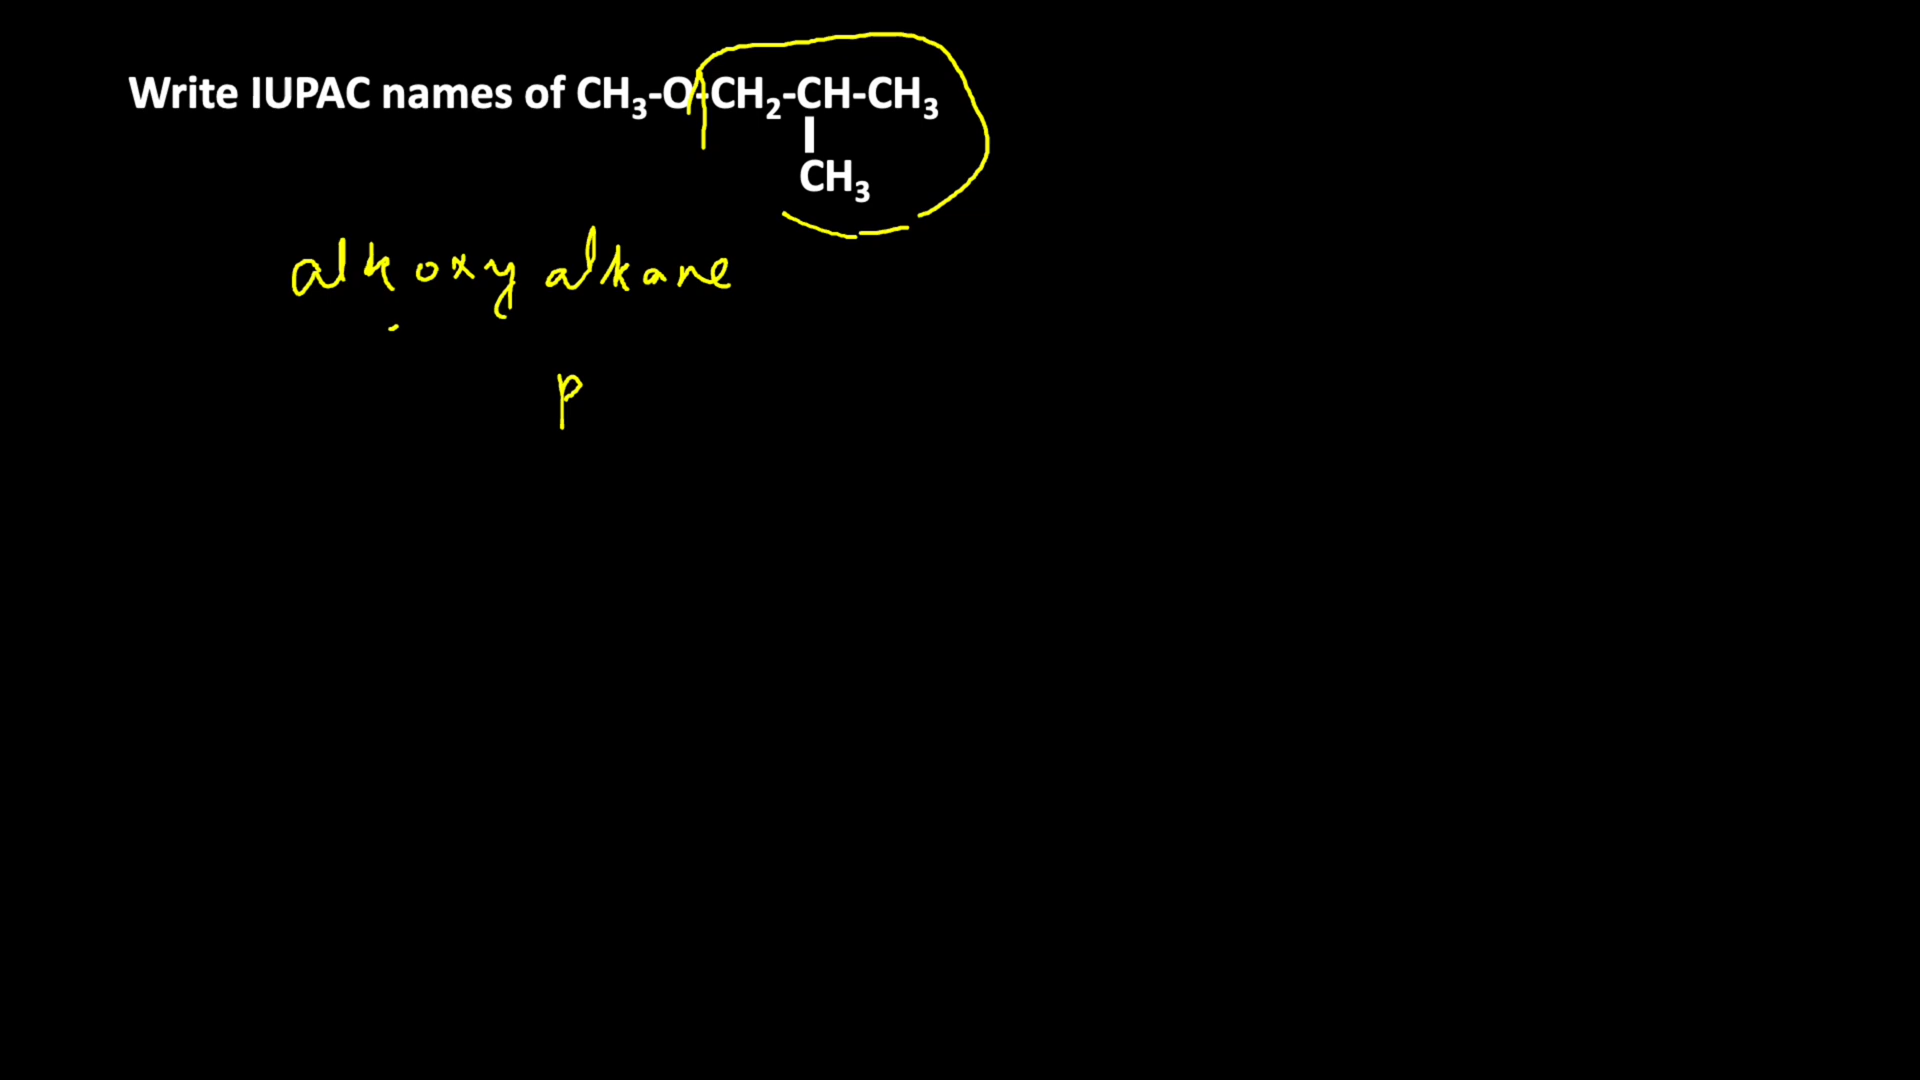 Write IUPAC names of CH₃-O-CH₂-CH-CH₃
CH₃
alkoxy alkane
P